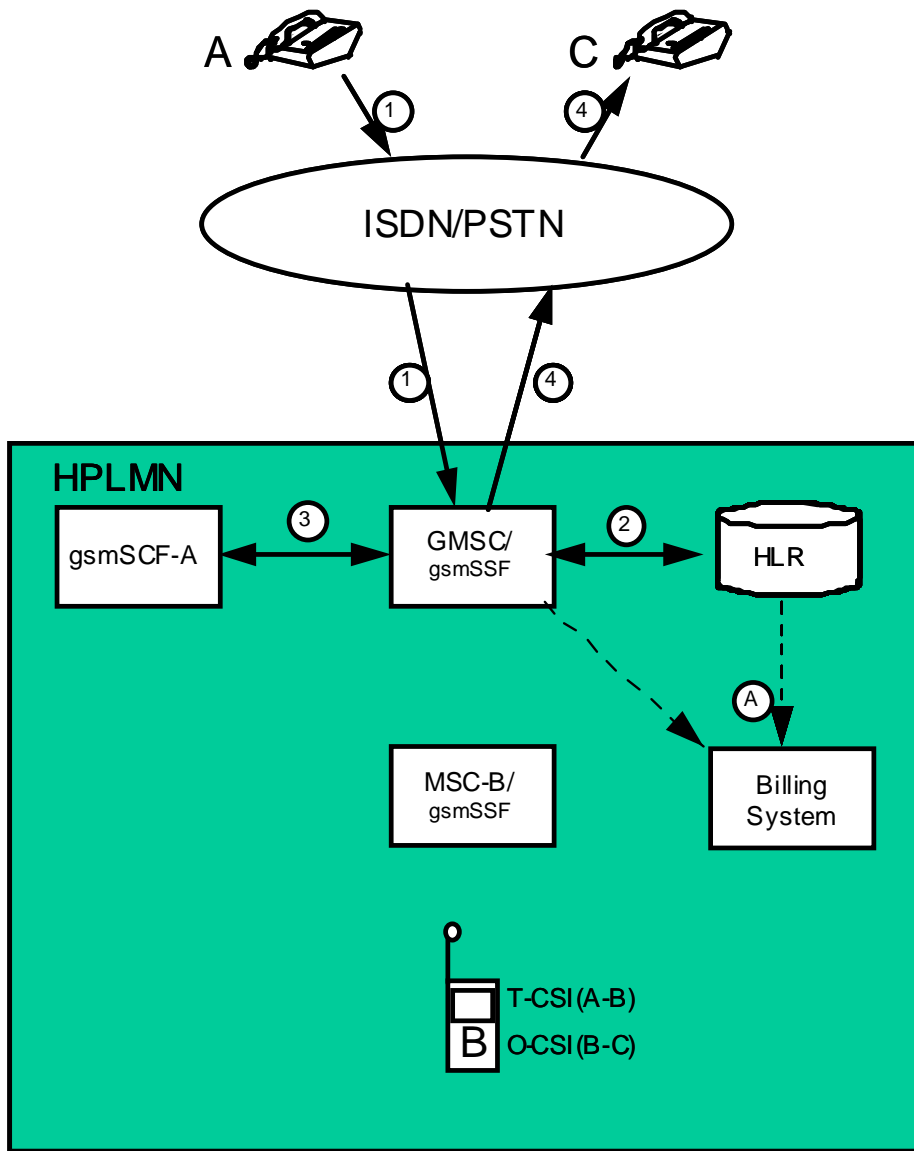 A
C
1
4
ISDN/PSTN
1
4
HPLMN
gsmSCF-A
3
GMSC/
gsmSSF
2
HLR
A
MSC-B/
gsmSSF
Billing
System
T-CSI(A-B)
B
O-CSI(B-C)